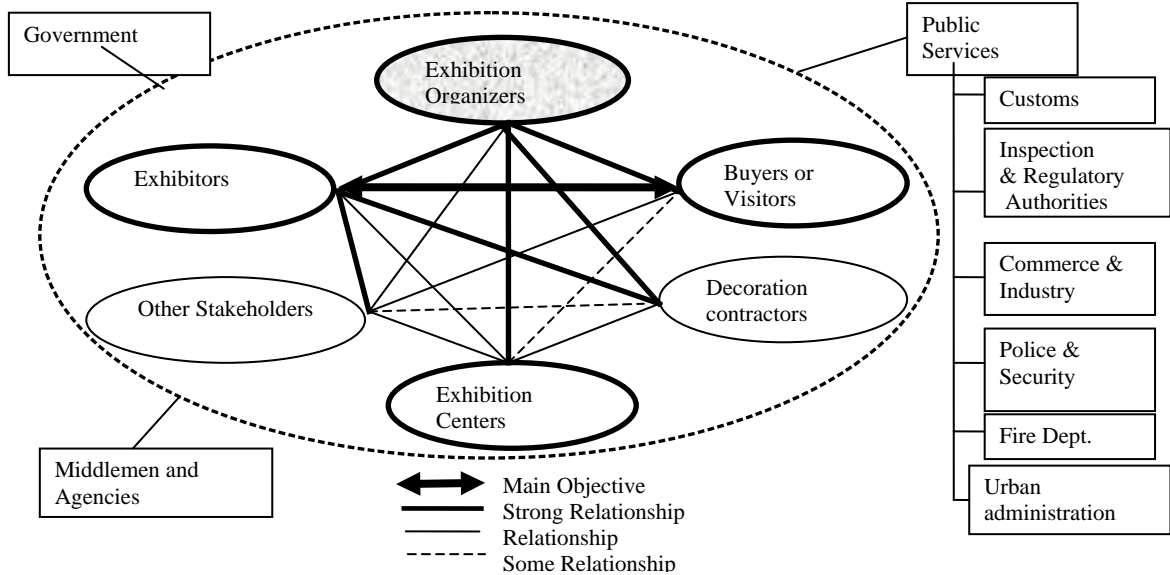 Government
Public
Services
Exhibition
Organizers
Customs
Exhibitors
Buyers or
Visitors
Inspection
& Regulatory
Authorities
Other Stakeholders
Decoration
contractors
Commerce &
Industry
Exhibition
Centers
Police &
Security
Fire Dept.
Middlemen and
Agencies
Urban
administration
Main Objective
Strong Relationship
Relationship
Some Relationship